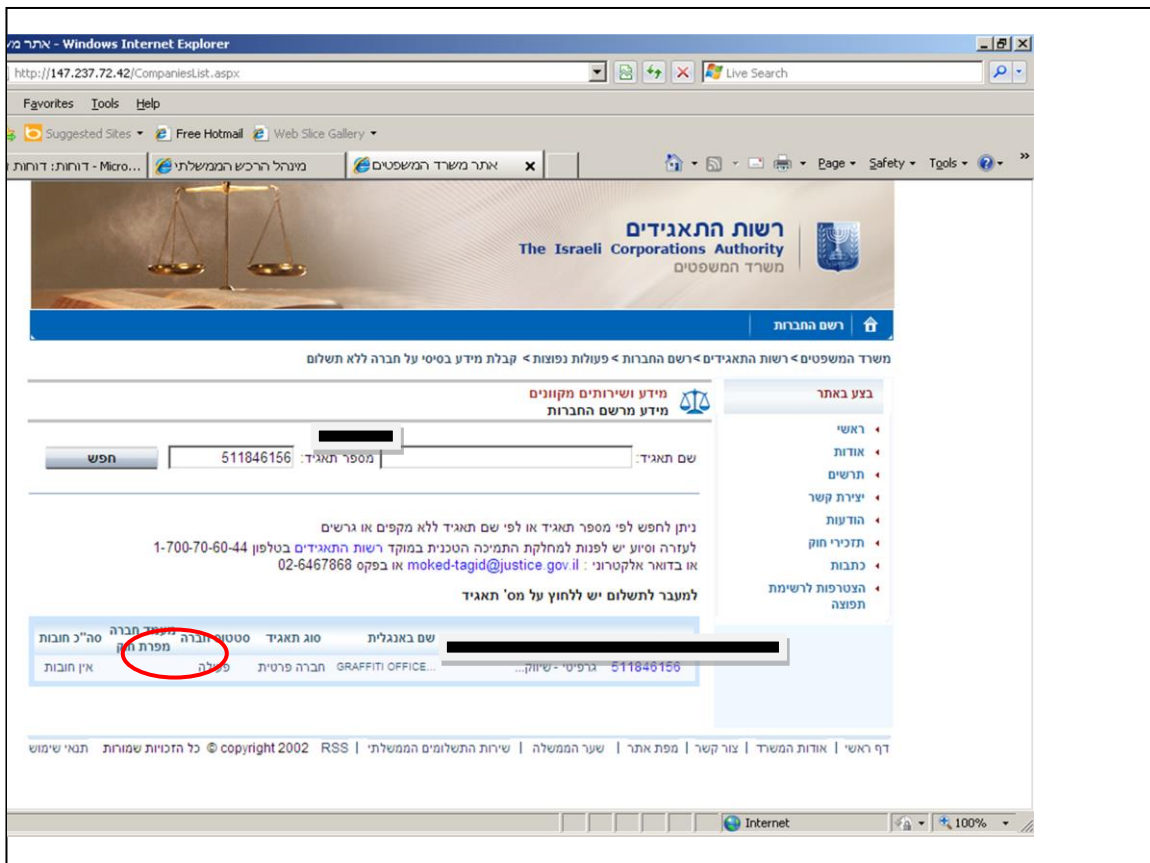 אתר מע - Windows Internet Explorer
http://147.237.72.42/CompaniesList.aspx
Live Search
Favorites Tools Help
Suggested Sites Free Hotmail Web Slice Gallery
דוחות: דוחות - Micro...
מינהל הרכש הממשלתי
אתר משרד המשפטים
Page Safety Tools
רשות התאגידים
The Israeli Corporations Authority
משרד המשפטים
רשם החברות
משרד המשפטים > רשות התאגידים > רשם החברות > פעולות נפוצות > קבלת מידע בסיסי על חברה ללא תשלום
בצע באתר
ראשי
אודות
תרשים
יצירת קשר
הודעות
תזכירי חוק
כתבות
הצטרפות לרשימת
תפוצה
מידע ושירותים מקוונים
מידע מרשם החברות
שם תאגיד: מספר תאגיד: 511846156 חפש
ניתן לחפש לפי מספר תאגיד או לפי שם תאגיד ללא מקפים או גרשים
לעזרה וסיוע יש לפנות למחלקת התמיכה הטכנית במוקד רשות התאגידים בטלפון 1-700-70-60-44
או בדואר אלקטרוני : moked-tagid@justice.gov.il או בפקס 02-6467868
למעבר לתשלום יש ללחוץ על מס' תאגיד
שם באנגלית סוג תאגיד סטטוס חברה מעמד חברה מפרת חוק סה"כ חובות
511846156 גרפיטי - שיווק... GRAFFITI OFFICE... חברה פרטית פעילה אין חובות
דף ראשי | אודות המשרד | צור קשר | מפת אתר | שער הממשלה | שירות התשלומים הממשלתי | RSS copyright 2002 © כל הזכויות שמורות תנאי שימוש
Internet 100%